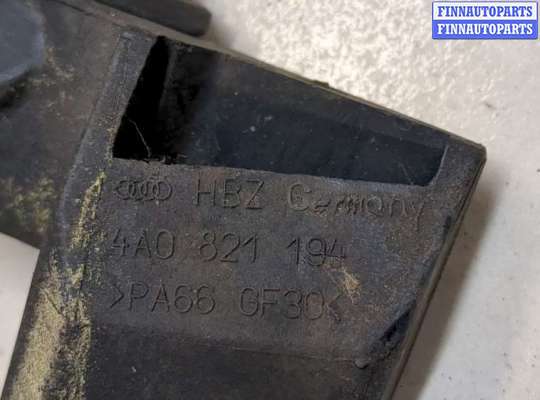 FINNAUTOPARTS
FINNAUTOPARTS
HBZ Germany
4A0 821 194
>PA66 GF30<